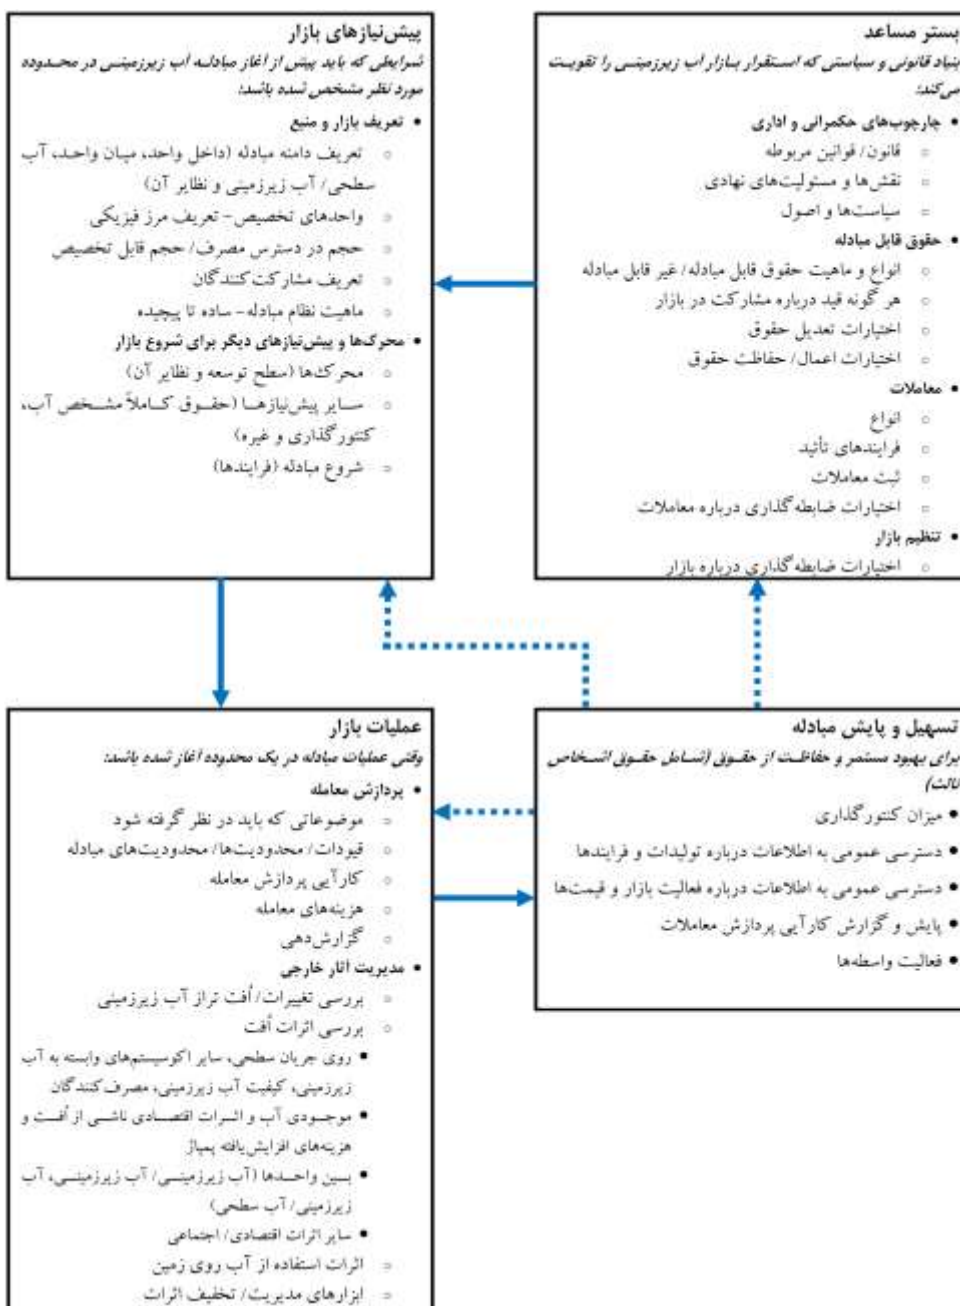 بستر مساعد
بنیاد قانونی و سیاستی که استقرار بازار آب زیرزمینی را تقویت
می‌کند:
• چارچوب‌های حکمرانی و اداری
○ قانون/ قوانین مربوطه
○ نقش‌ها و مسئولیت‌های نهادی
○ سیاست‌ها و اصول
• حقوق قابل مبادله
○ انواع و ماهیت حقوق قابل مبادله/ غیر قابل مبادله
○ هر گونه قید درباره مشارکت در بازار
○ اختیارات تعدیل حقوق
○ اختیارات اعمال/ حفاظت حقوق
• معاملات
○ انواع
○ فرایندهای تأئید
○ ثبت معاملات
○ اختیارات ضابطه‌گذاری درباره معاملات
• تنظیم بازار
○ اختیارات ضابطه‌گذاری درباره بازار
پیش‌نیازهای بازار
شرایطی که باید پیش از آغاز مبادله آب زیرزمینی در محدوده
مورد نظر مشخص شده باشد:
• تعریف بازار و منبع
○ تعریف دامنه مبادله (داخل واحد، میان واحد، آب
سطحی/ آب زیرزمینی و نظایر آن)
○ واحدهای تخصیص- تعریف مرز فیزیکی
○ حجم در دسترس مصرف/ حجم قابل تخصیص
○ تعریف مشارکت‌کنندگان
○ ماهیت نظام مبادله- ساده تا پیچیده
• محرک‌ها و پیش‌نیازهای دیگر برای شروع بازار
○ محرک‌ها (سطح توسعه و نظایر آن)
○ سایر پیش‌نیازها (حقوق کاملاً مشخص آب،
کنتورگذاری و غیره)
○ شروع مبادله (فرایندها)
تسهیل و پایش مبادله
برای بهبود مستمر و حفاظت از حقوق (شامل حقوق اشخاص
ثالث)
• میزان کنتورگذاری
• دسترسی عمومی به اطلاعات درباره تولیدات و فرایندها
• دسترسی عمومی به اطلاعات درباره فعالیت بازار و قیمت‌ها
• پایش و گزارش کارآیی پردازش معاملات
• فعالیت واسطه‌ها
عملیات بازار
وقتی عملیات مبادله در یک محدوده آغاز شده باشد:
• پردازش معامله
○ موضوعاتی که باید در نظر گرفته شود
○ قیودات/ محدودیت‌ها/ محدودیت‌های مبادله
○ کارآیی پردازش معامله
○ هزینه‌های معامله
○ گزارش‌دهی
• مدیریت آثار خارجی
○ بررسی تغییرات/ اُفت تراز آب زیرزمینی
○ بررسی اثرات اُفت
• روی جریان سطحی، سایر اکوسیستم‌های وابسته به آب
زیرزمینی، کیفیت آب زیرزمینی، مصرف‌کنندگان
• موجودی آب و اثرات اقتصادی ناشی از اُفت و
هزینه‌های افزایش‌یافته پمپاژ
• بین واحدها (آب زیرزمینی/ آب زیرزمینی، آب
زیرزمینی/ آب سطحی)
• سایر اثرات اقتصادی/ اجتماعی
○ اثرات استفاده از آب روی زمین
○ ابزارهای مدیریت/ تخفیف اثرات